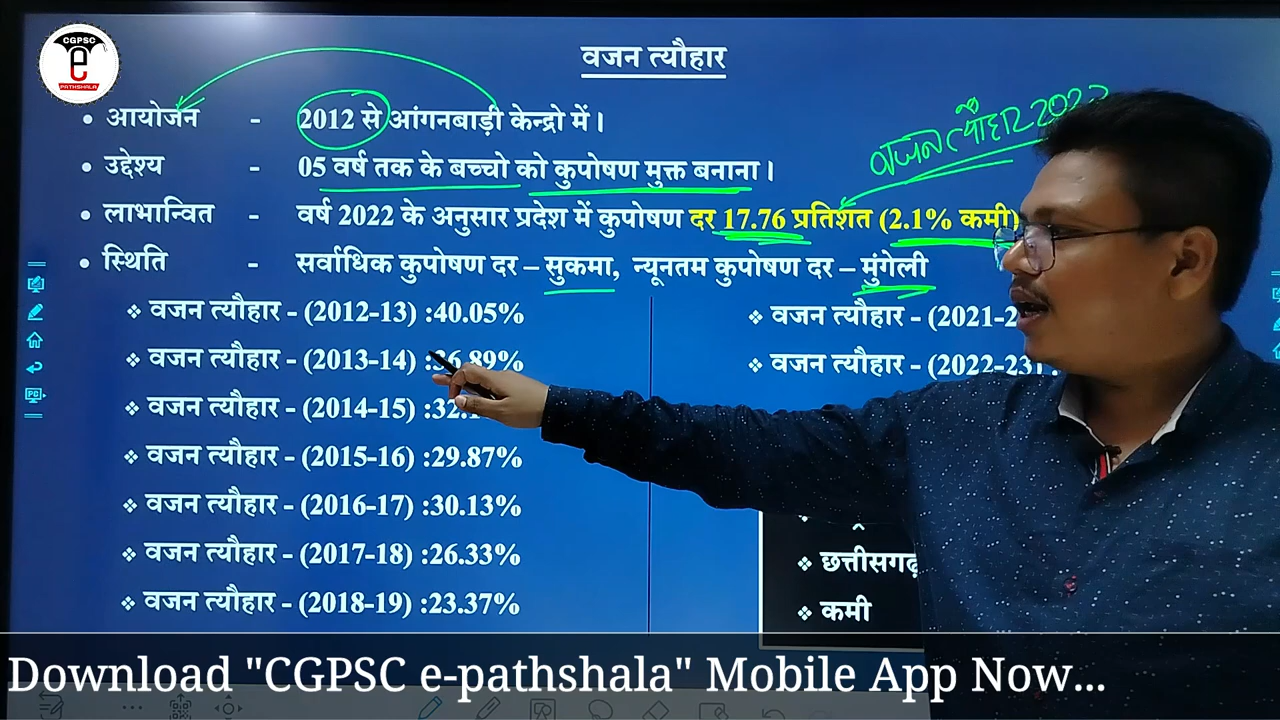 CGPSC
e
PATHSHALA
वजन त्यौहार
• आयोजन - 2012 से आंगनबाड़ी केन्द्रो में।
वजन त्यौहार
• उद्देश्य - 05 वर्ष तक के बच्चो को कुपोषण मुक्त बनाना।
• लाभान्वित - वर्ष 2022 के अनुसार प्रदेश में कुपोषण दर 17.76 प्रतिशत (2.1% कमी)
• स्थिति - सर्वाधिक कुपोषण दर – सुकमा, न्यूनतम कुपोषण दर – मुंगेली
❖ वजन त्यौहार - (2012-13) :40.05%
❖ वजन त्यौहार - (2013-14) :36.89%
❖ वजन त्यौहार - (2014-15)
❖ वजन त्यौहार - (2015-16) :29.87%
❖ वजन त्यौहार - (2016-17) :30.13%
❖ वजन त्यौहार - (2017-18) :26.33%
❖ वजन त्यौहार - (2018-19) :23.37%
❖ वजन त्यौहार -
❖ वजन त्यौहार - (2022-23) :
❖ छत्तीसगढ़
❖ कमी
PC
Download "CGPSC e-pathshala" Mobile App Now...